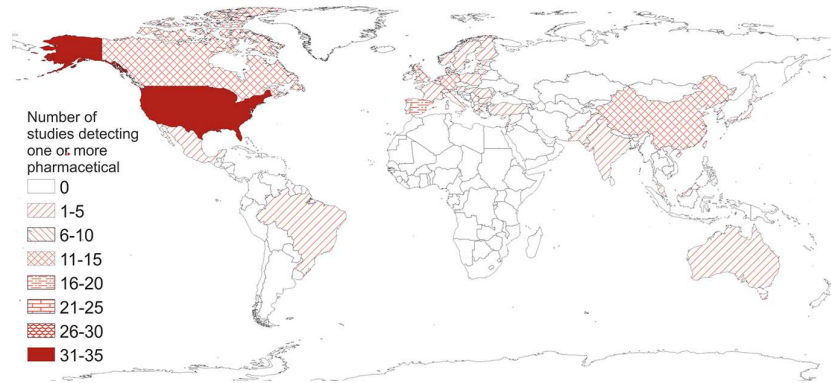 Number of
studies detecting
one or more
pharmacetical
0
1-5
6-10
11-15
16-20
21-25
26-30
31-35